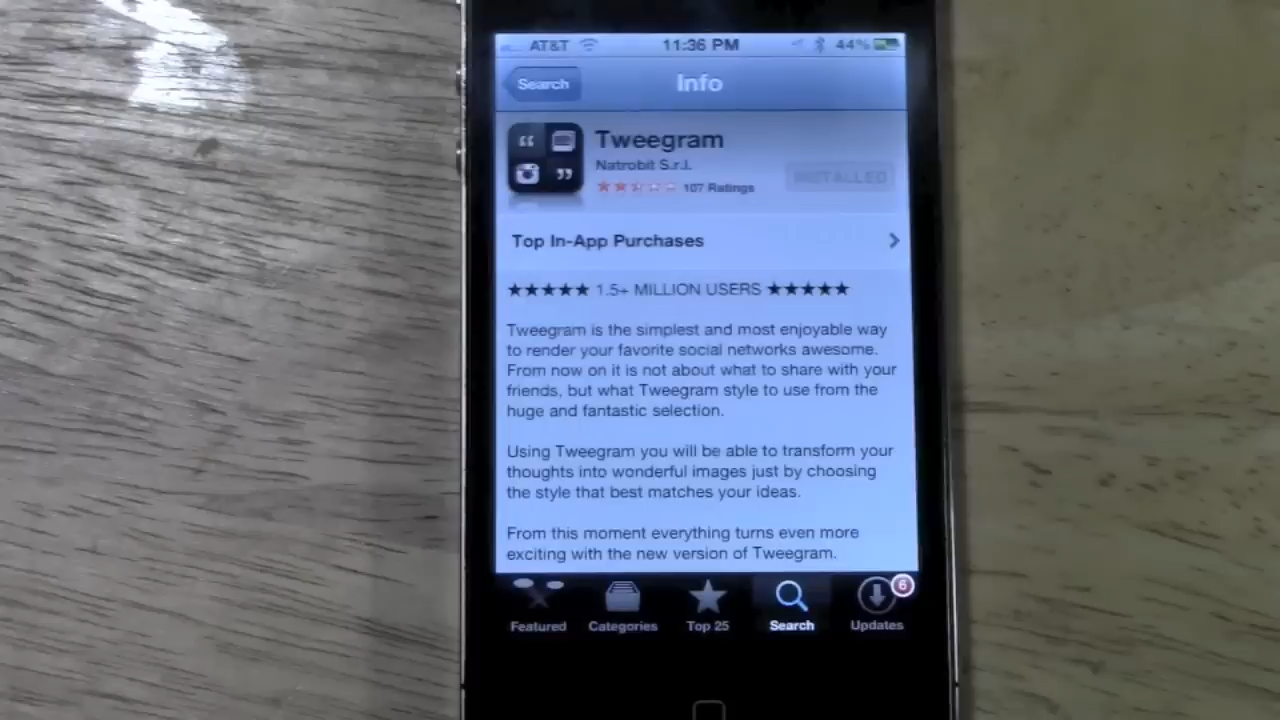 AT&T 11:36 PM 44%
Search Info
Tweegram
Natrobit S.r.l.
107 Ratings
INSTALLED
Top In-App Purchases
★★★★★ 1.5+ MILLION USERS ★★★★★
Tweegram is the simplest and most enjoyable way
to render your favorite social networks awesome.
From now on it is not about what to share with your
friends, but what Tweegram style to use from the
huge and fantastic selection.
Using Tweegram you will be able to transform your
thoughts into wonderful images just by choosing
the style that best matches your ideas.
From this moment everything turns even more
exciting with the new version of Tweegram.
6
Featured Categories Top 25 Search Updates